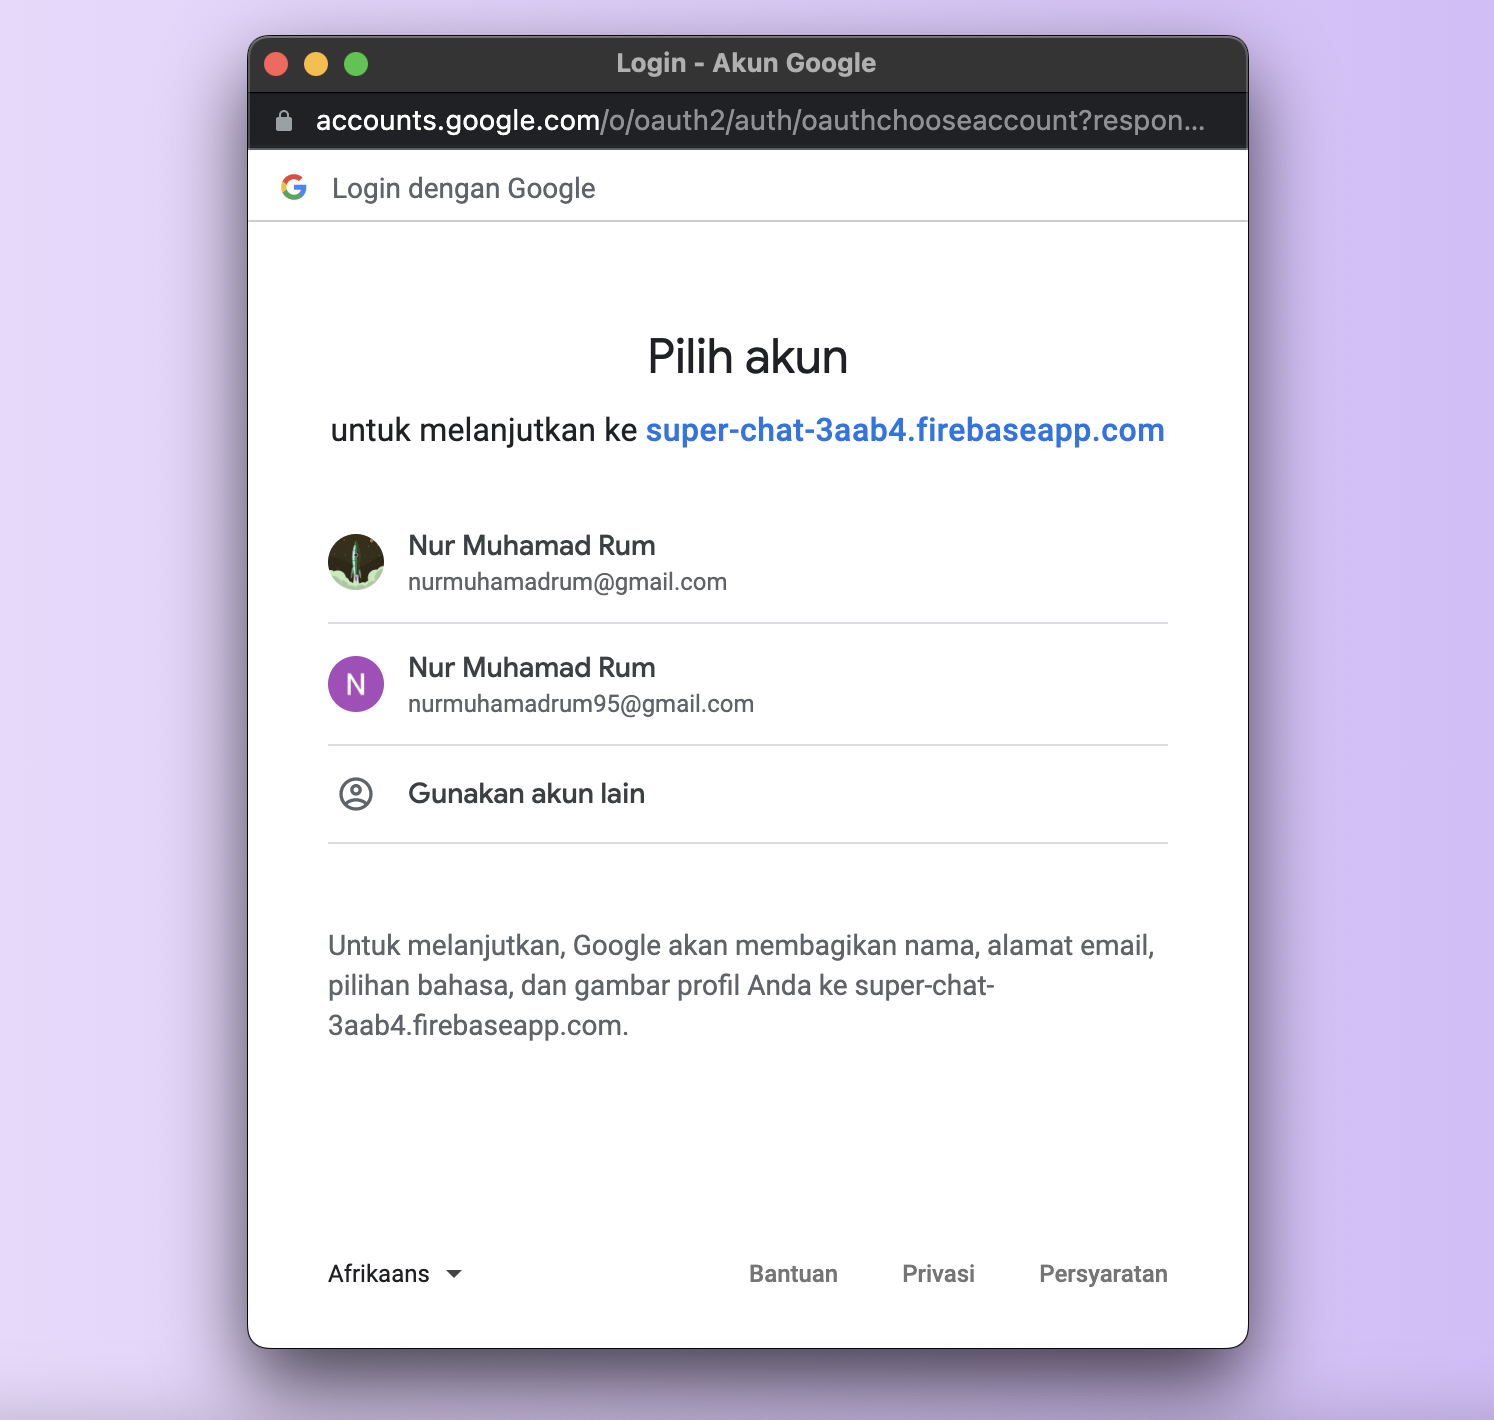 Login - Akun Google
accounts.google.com/o/oauth2/auth/oauthchooseaccount?respon...
Login dengan Google
Pilih akun
untuk melanjutkan ke super-chat-3aab4.firebaseapp.com
Nur Muhamad Rum
nurmuhamadrum@gmail.com
N
Nur Muhamad Rum
nurmuhamadrum95@gmail.com
Gunakan akun lain
Untuk melanjutkan, Google akan membagikan nama, alamat email,
pilihan bahasa, dan gambar profil Anda ke super-chat-
3aab4.firebaseapp.com.
Afrikaans Bantuan Privasi Persyaratan